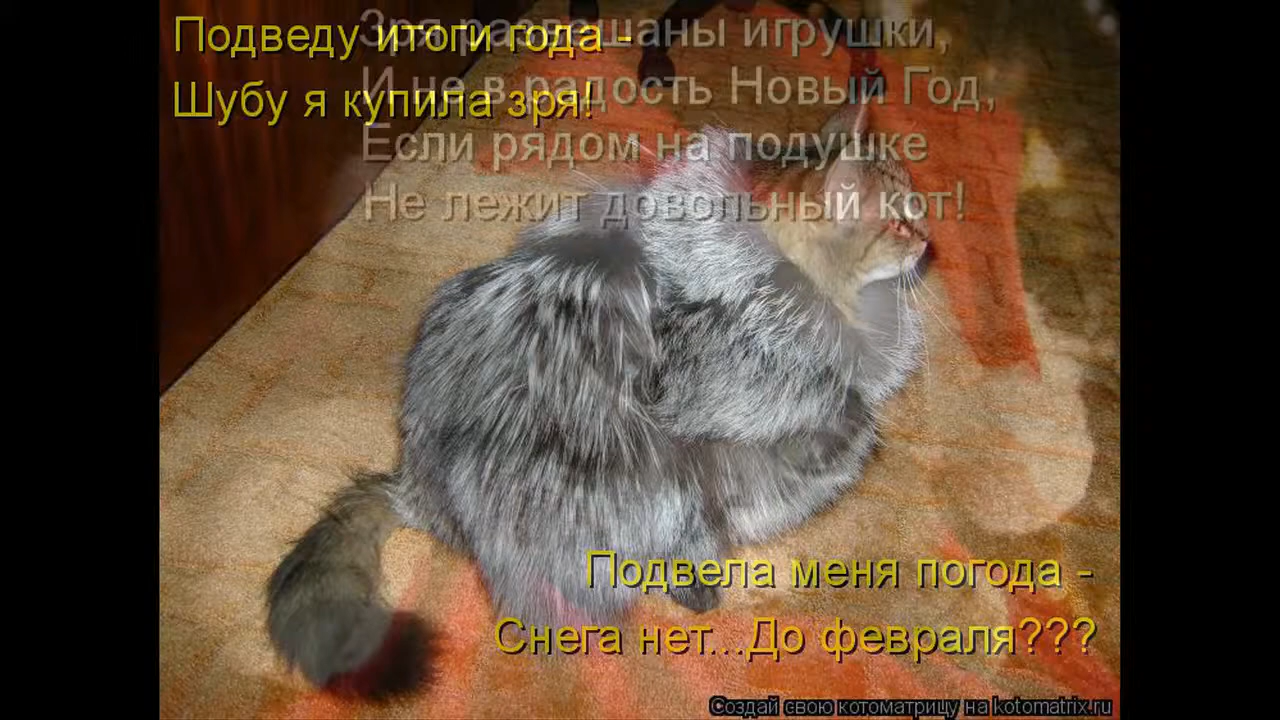 Подведу итоги года -
Шубу я купила зря!
Зря развешаны игрушки,
И не в радость Новый Год,
Если рядом на подушке
Не лежит довольный кот!
Подвела меня погода -
Снега нет...До февраля???
Создай свою котоматрицу на kotomatrix.ru